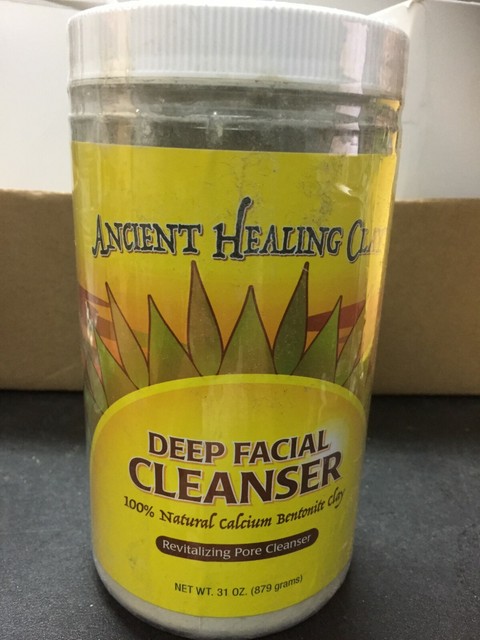 ANCIENT HEALING CLAY
DEEP FACIAL
CLEANSER
100% Natural Calcium Bentonite Clay
Revitalizing Pore Cleanser
NET WT. 31 OZ. (879 grams)